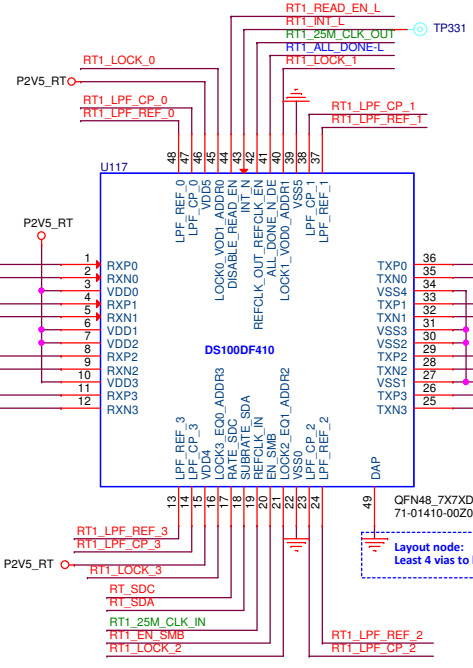 RT1_READ_EN_L
RT1_INT_L
TP331
RT1_25M_CLK_OUT
RT1_ALL_DONE-L
RT1_LOCK_0
RT1_LOCK_1
P2V5_RT
RT1_LPF_CP_0
RT1_LPF_REF_0
RT1_LPF_CP_1
RT1_LPF_REF_1
48
47
46
45
44
43
42
41
40
39
38
37
U117
LPF_REF_0
LPF_CP_0
VDD5
LOCK0_VOD1_ADDR0
DISABLE_READ_EN
INT_N
REFCLK_OUT_REFCLK_EN
ALL_DONE_N_DE
LOCK1_VOD0_ADDR1
VSS5
LPF_CP_1
LPF_REF_1
P2V5_RT
1 RXP0
2 RXN0
3 VDD0
4 RXP1
5 RXN1
6 VDD1
7 VDD2
8 RXP2
9 RXN2
10 VDD3
11 RXP3
12 RXN3
TXP0 36
TXN0 35
VSS4 34
TXP1 33
TXN1 32
VSS3 31
VSS2 30
TXP2 29
TXN2 28
VSS1 27
TXP3 26
TXN3 25
DS100DF410
LPF_REF_3
LPF_CP_3
VDD4
LOCK3_EQ0_ADDR3
RATE_SDC
SUBRATE_SDA
REFCLK_IN
EN_SMB
LOCK2_EQ1_ADDR2
VSS0
LPF_CP_2
LPF_REF_2
DAP
13
14
15
16
17
18
19
20
21
22
23
24
49
QFN48_7X7XD
71-01410-00Z0
RT1_LPF_REF_3
RT1_LPF_CP_3
P2V5_RT
RT1_LOCK_3
RT_SDC
RT_SDA
RT1_25M_CLK_IN
RT1_EN_SMB
RT1_LOCK_2
RT1_LPF_REF_2
RT1_LPF_CP_2
Layout node:
Least 4 vias to